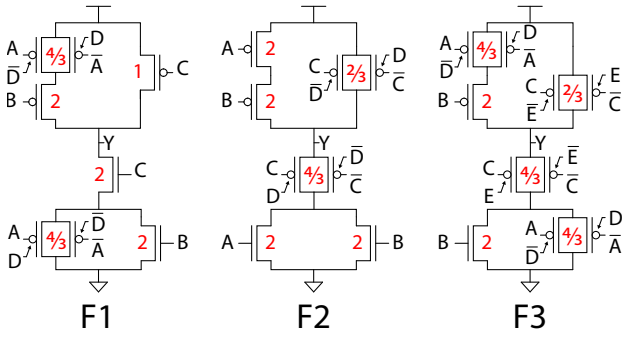 D
A ⁴⁄₃
D̅ A̅
1 C
B 2
Y
2 C
D̅
A ⁴⁄₃
D A̅
2 B
F1
A 2
D
C ⅔
D̅ C̅
B 2
Y
D̅
C ⁴⁄₃
D C̅
A 2
2 B
F2
D
A ⁴⁄₃
D̅ A̅
E
C ⅔
E̅ C̅
B 2
Y
E̅
C ⁴⁄₃
E C̅
D
A ⁴⁄₃
D̅ A̅
B 2
F3